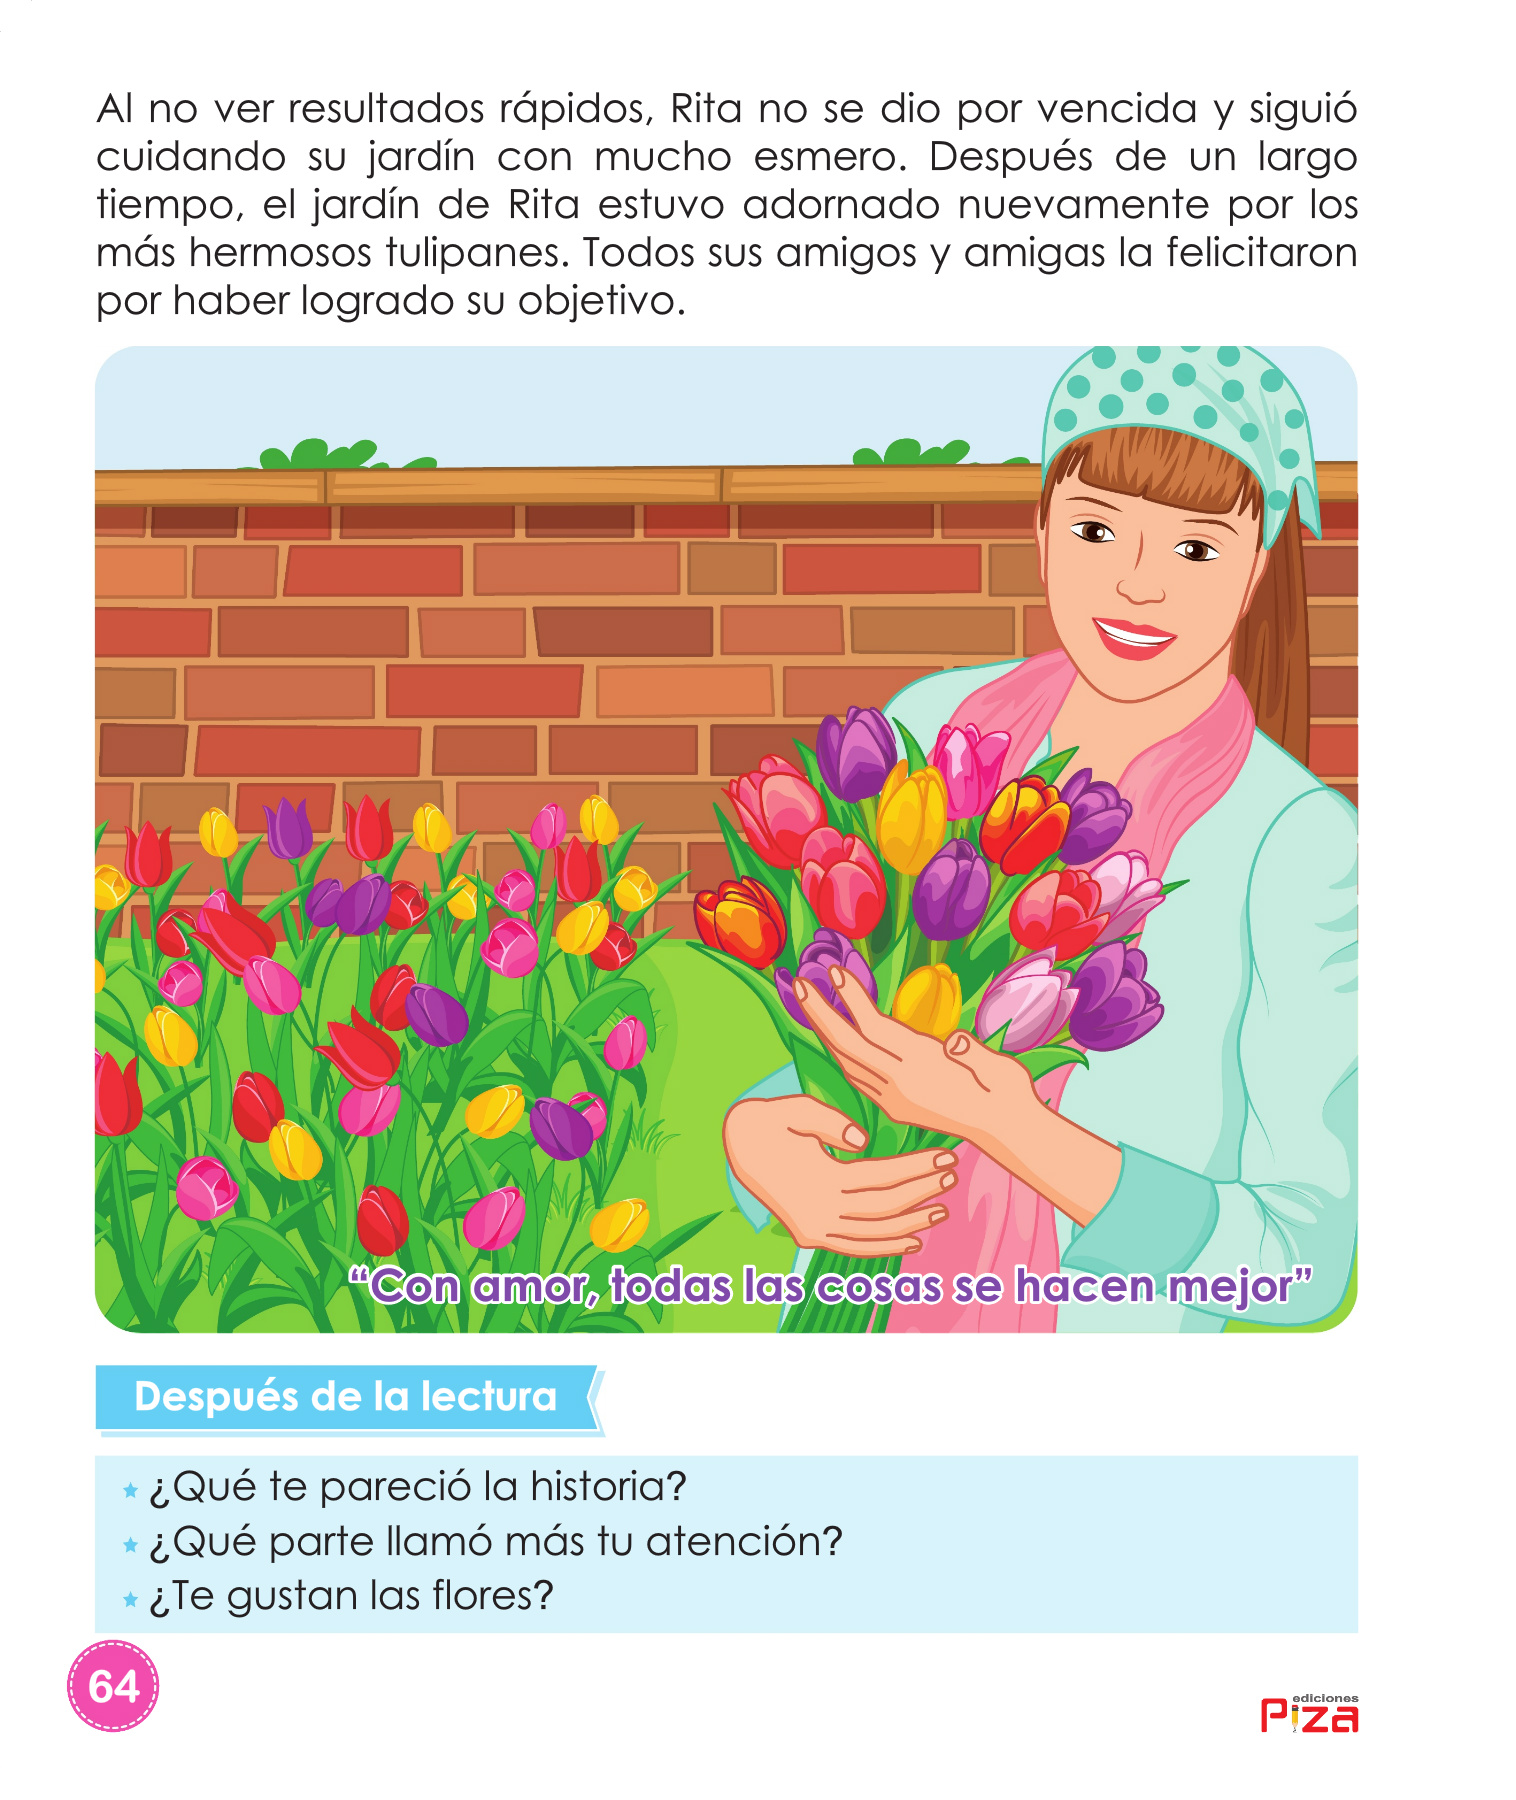 Al no ver resultados rápidos, Rita no se dio por vencida y siguió
cuidando su jardín con mucho esmero. Después de un largo
tiempo, el jardín de Rita estuvo adornado nuevamente por los
más hermosos tulipanes. Todos sus amigos y amigas la felicitaron
por haber logrado su objetivo.
“Con amor, todas las cosas se hacen mejor”
Después de la lectura
¿Qué te pareció la historia?
¿Qué parte llamó más tu atención?
¿Te gustan las flores?
64
ediciones
Piza